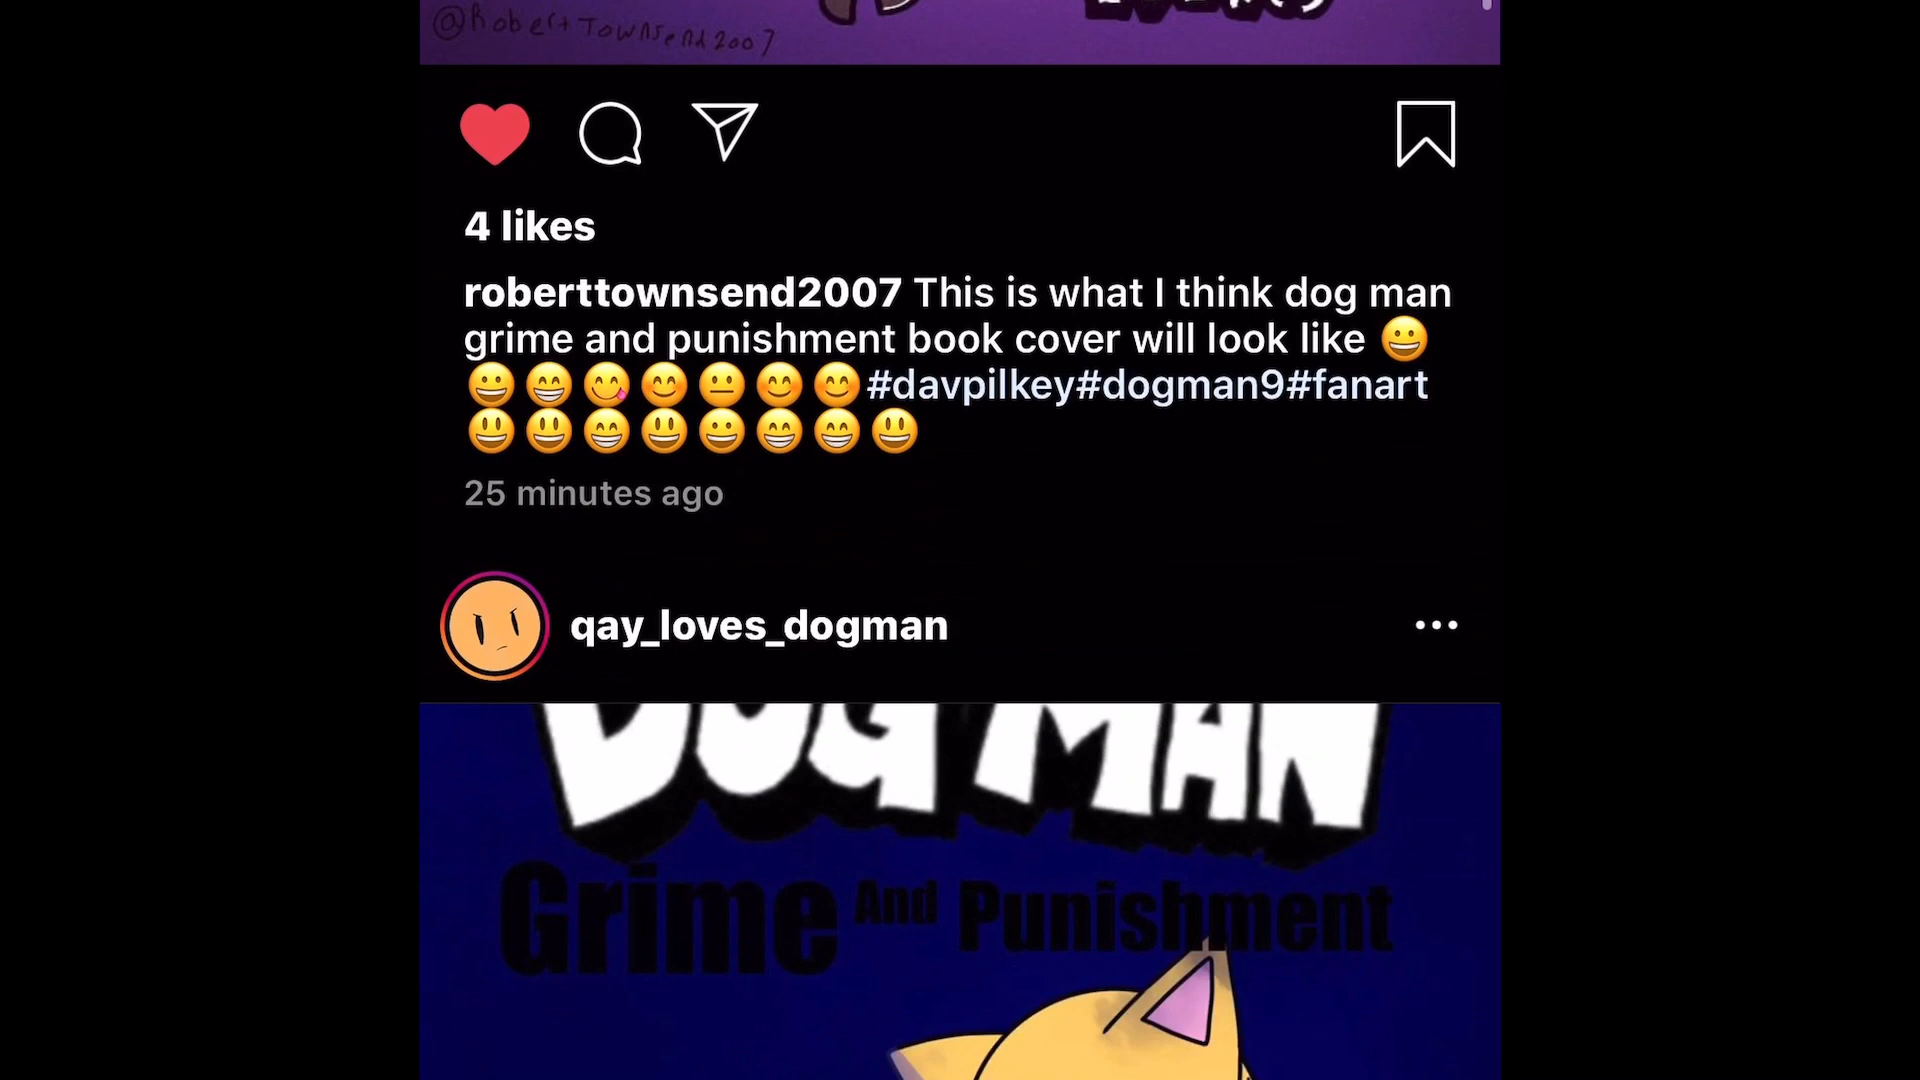 @RobertTownsend2007
4 likes
roberttownsend2007 This is what I think dog man
grime and punishment book cover will look like 😀
😀😁😋😊😐😊😊#davpilkey#dogman9#fanart
😃😃😁😃😀😁😁😃
25 minutes ago
qay_loves_dogman
DOG MAN
Grime And Punishment